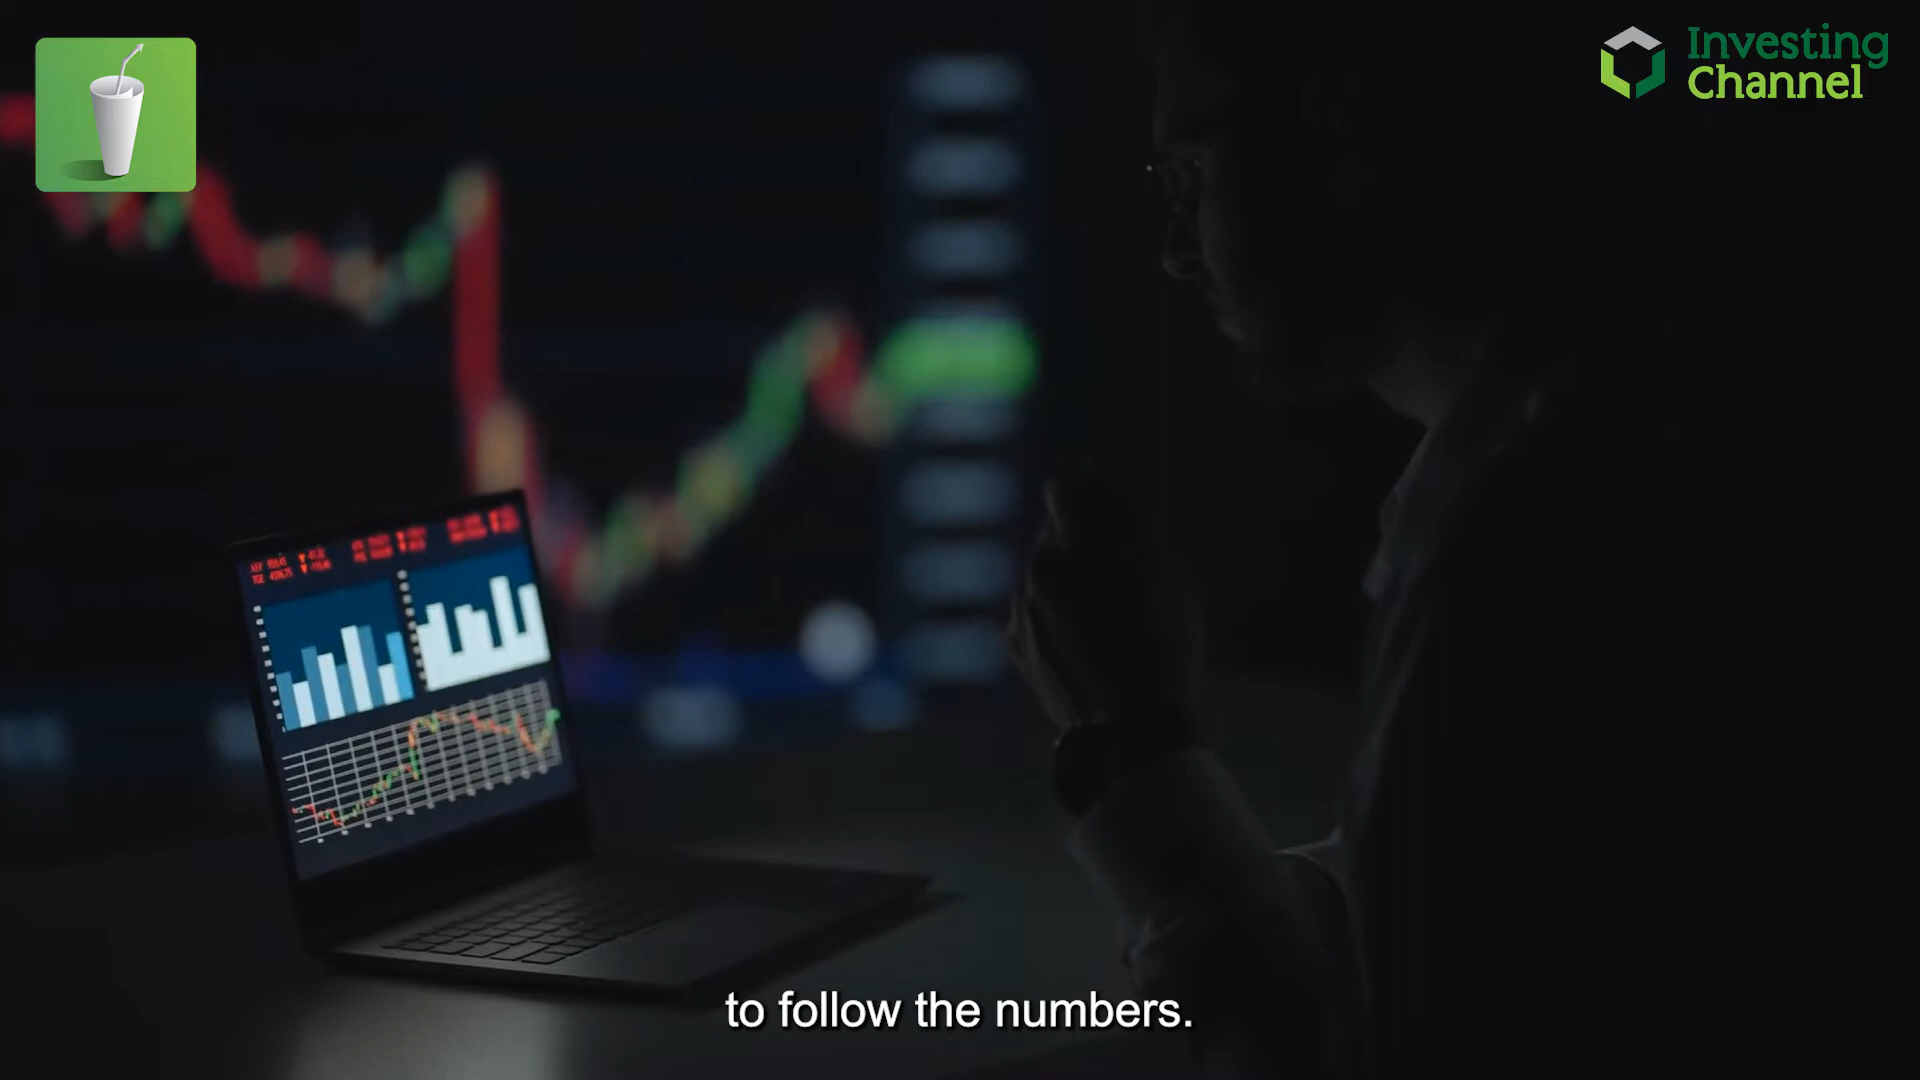 Investing
Channel
to follow the numbers.